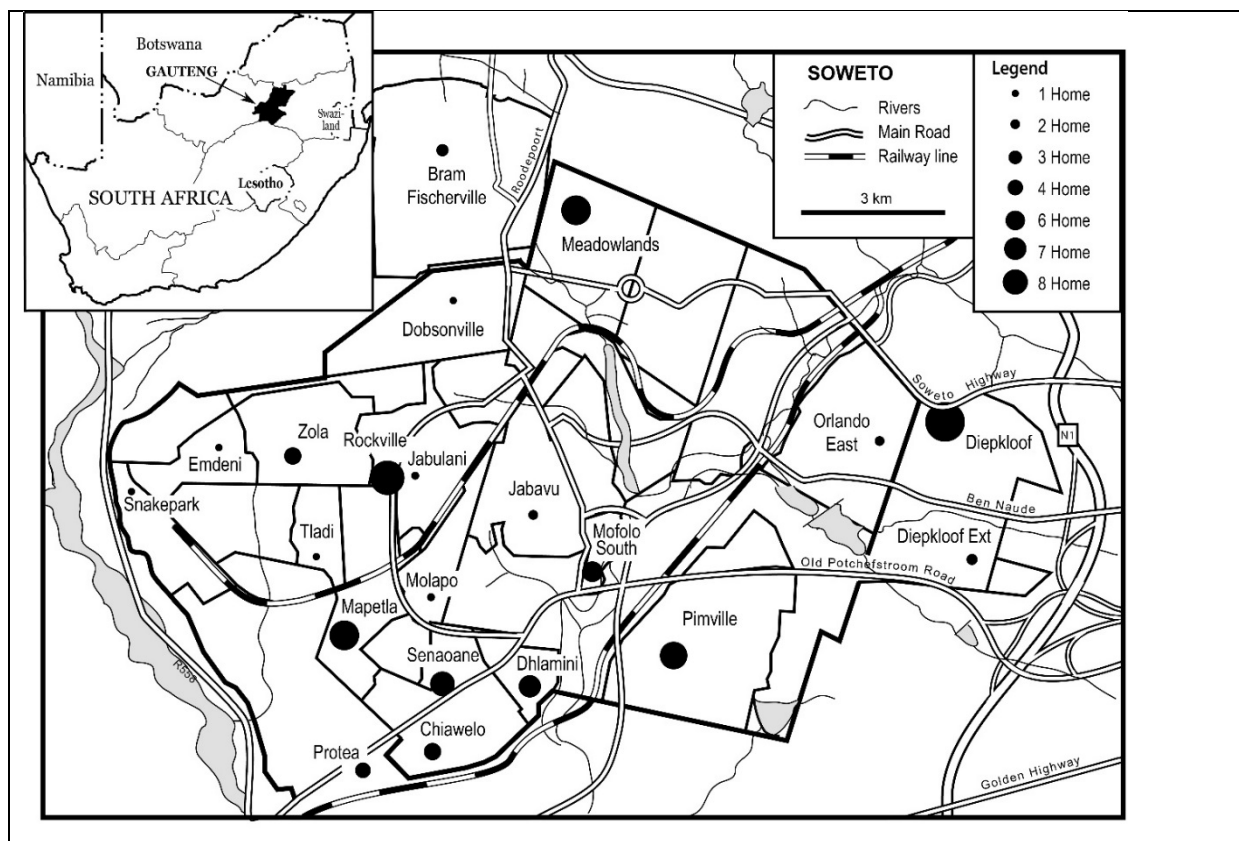 Botswana
Namibia
GAUTENG
Swazi-
land
Lesotho
SOUTH AFRICA
SOWETO
Rivers
Main Road
Railway line
3 km
Legend
1 Home
2 Home
3 Home
4 Home
6 Home
7 Home
8 Home
Roodepoort
Bram
Fischerville
Meadowlands
Dobsonville
Soweto Highway
N1
Orlando
East
Diepkloof
Zola
Rockville
Emdeni
Jabulani
Snakepark
Jabavu
Ben Naude
Tladi
Mofolo
South
Diepkloof Ext
Old Potchefstroom Road
Molapo
Mapetla
Pimville
Senaoane
Dhlamini
R558
Chiawelo
Protea
Golden Highway